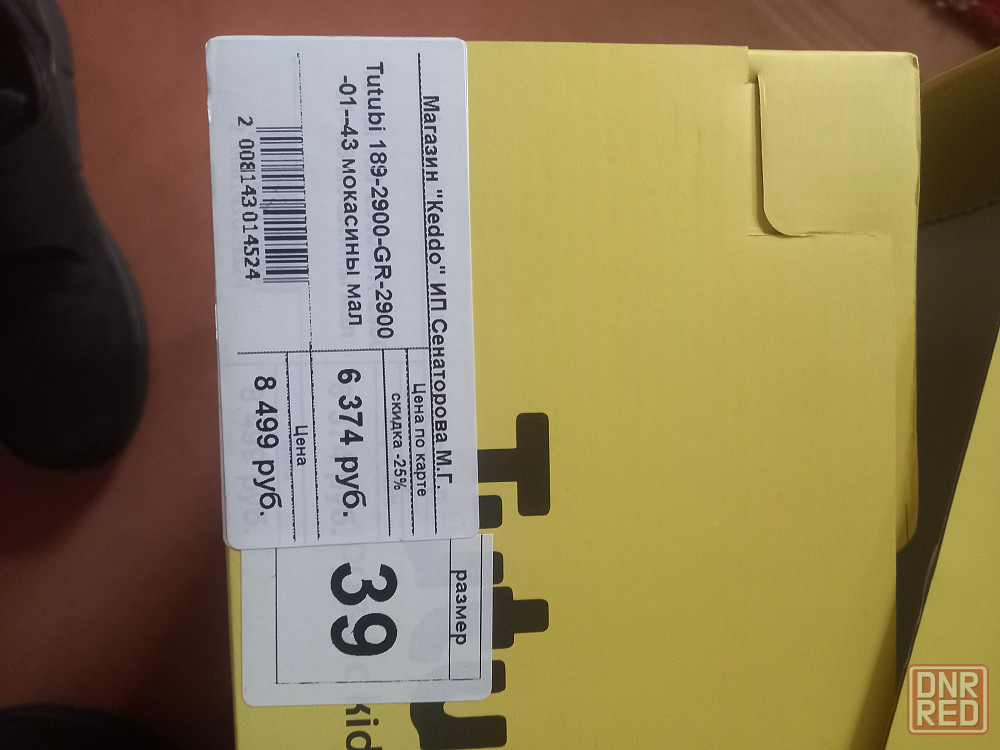 Магазин "Keddo" ИП Сенаторова М.Г.
Tutubi 189-2900-GR-2900
-01--43 мокасины мал
2 008143 014524
Цена по карте
скидка -25%
6 374 руб.
Цена
8 499 руб.
размер
39
kid
DNR
RED